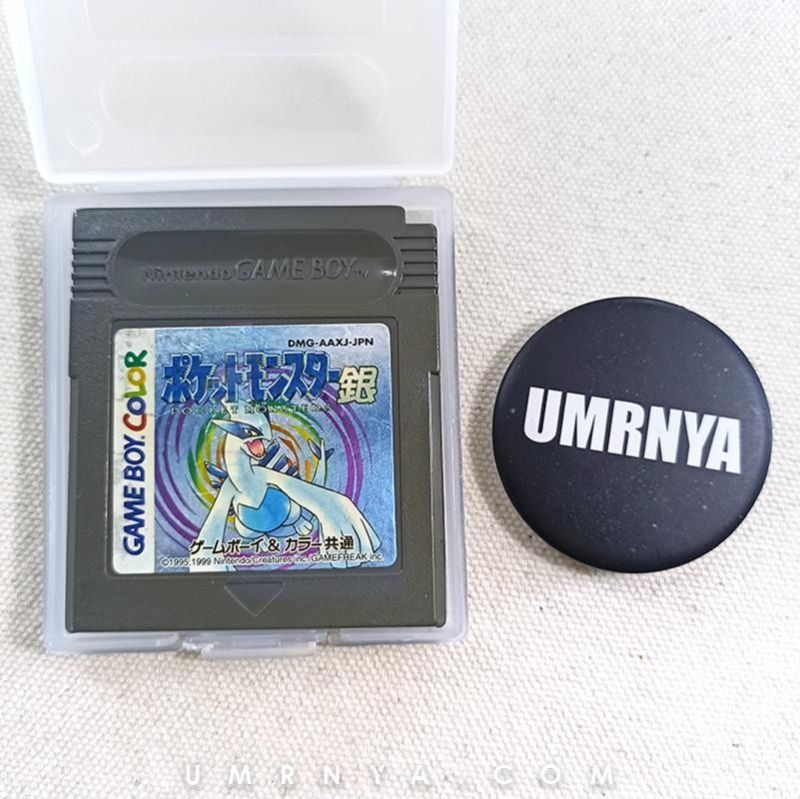 Nintendo GAME BOY TM
DMG-AAXJ-JPN
ポケットモンスター銀
POCKET MONSTERS
GAME BOY COLOR
ゲームボーイ & カラー共通
©1995,1999 Nintendo Creatures inc. GAMEFREAK inc.
UMRNYA
UMRNYA.COM